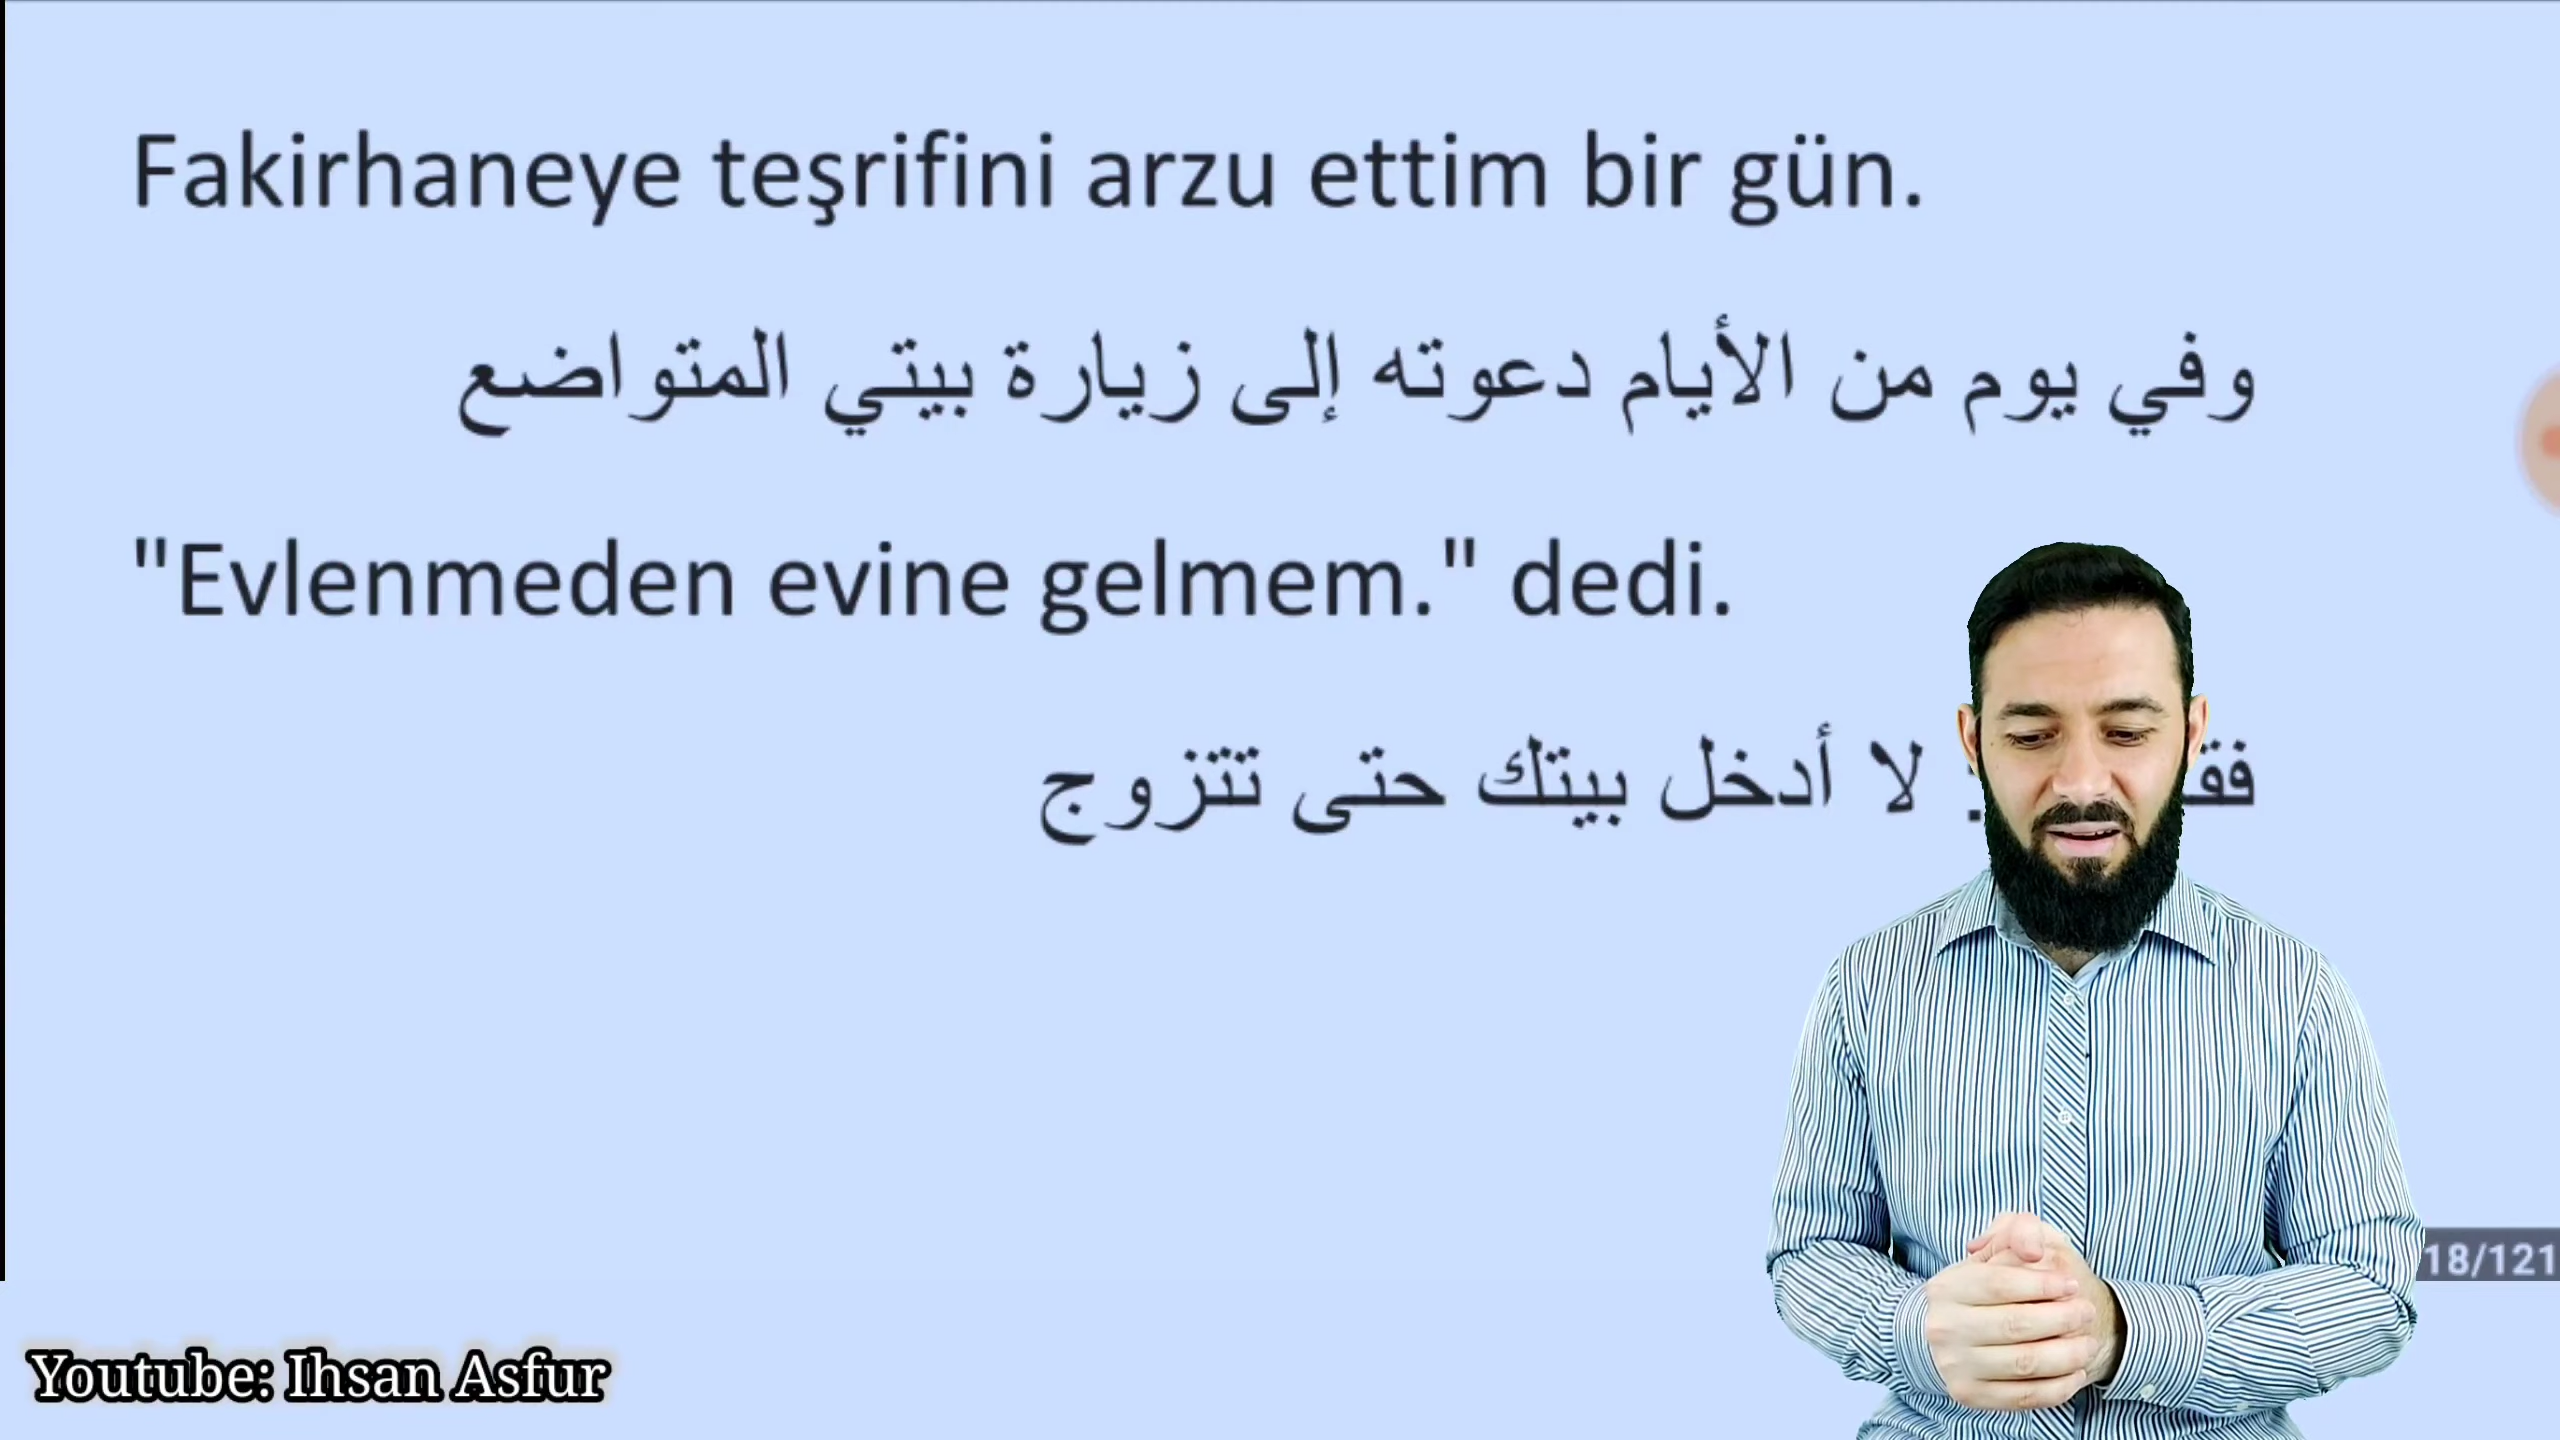 Fakirhaneye teşrifini arzu ettim bir gün.
وفي يوم من الأيام دعوته إلى زيارة بيتي المتواضع
"Evlenmeden evine gelmem." dedi.
لا أدخل بيتك حتى تتزوج
18/121
Youtube: Ihsan Asfur